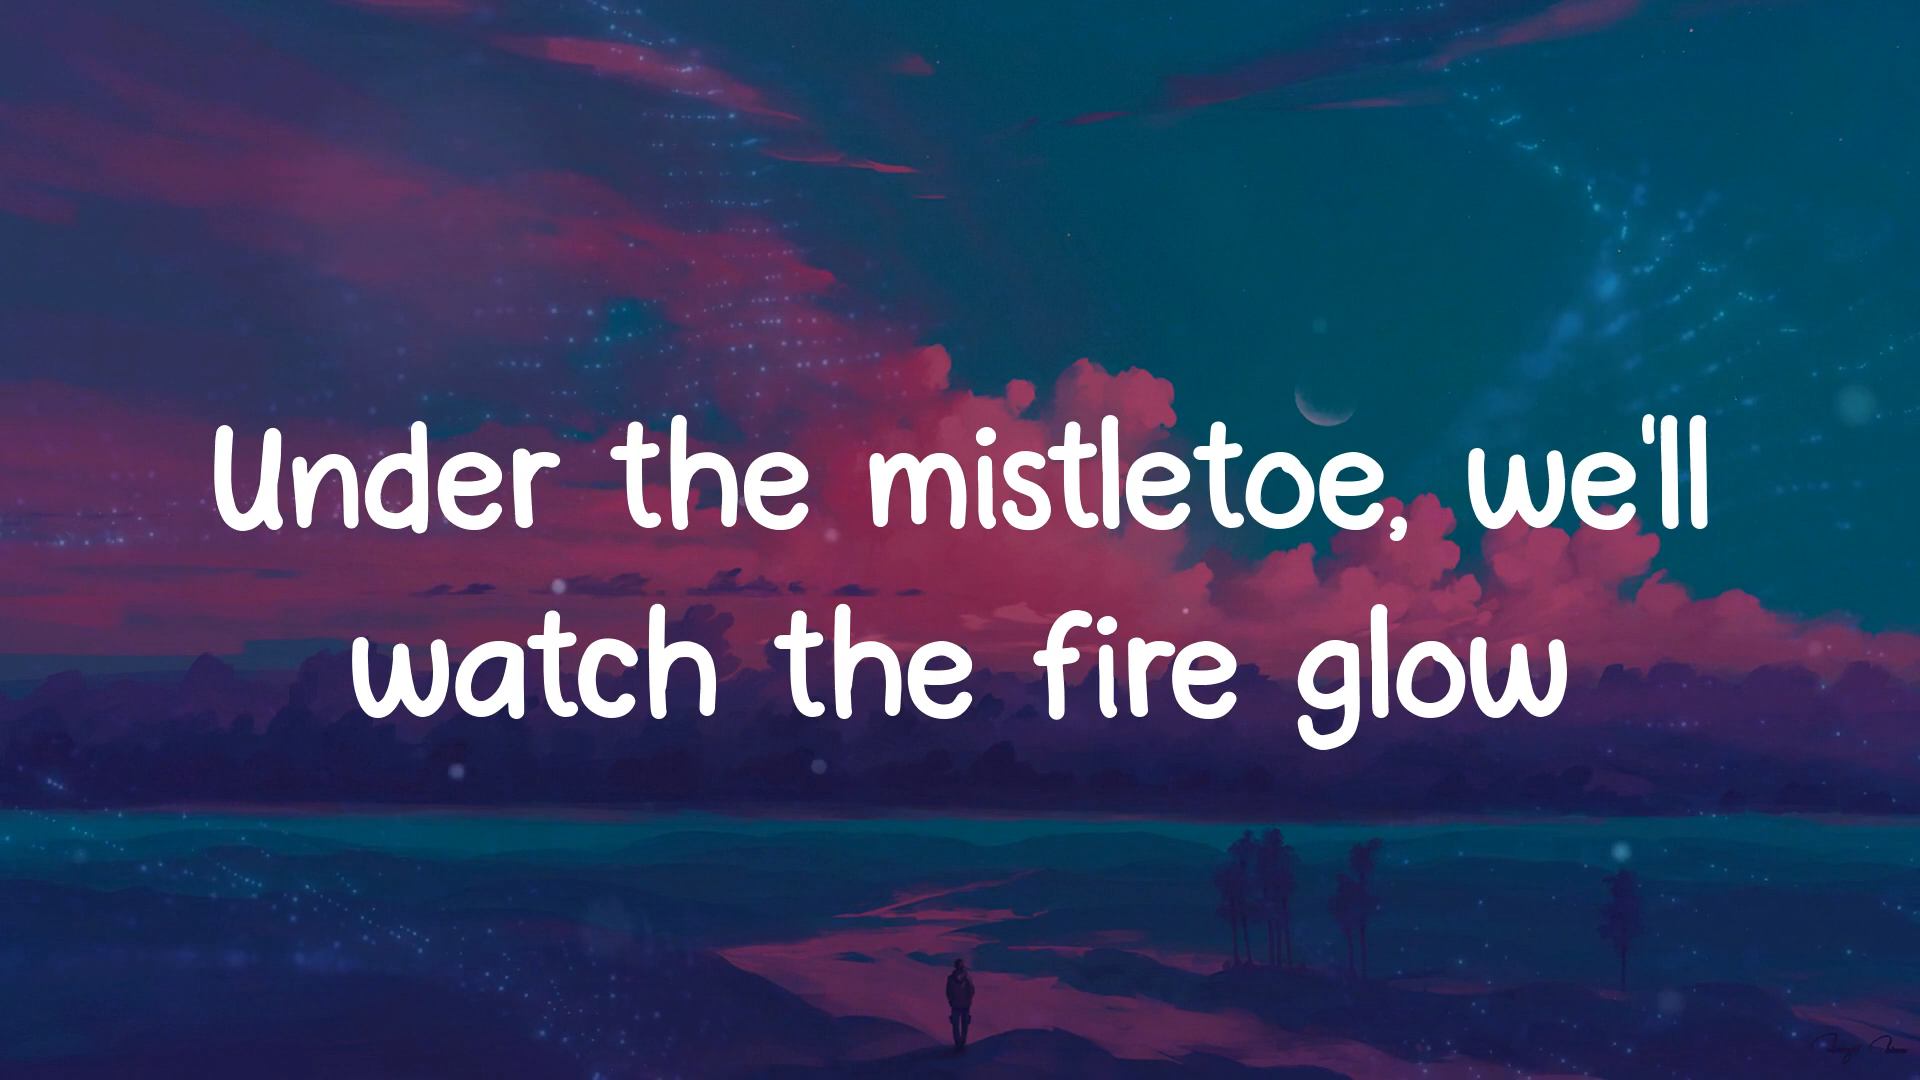 Under the mistletoe, we'll
watch the fire glow